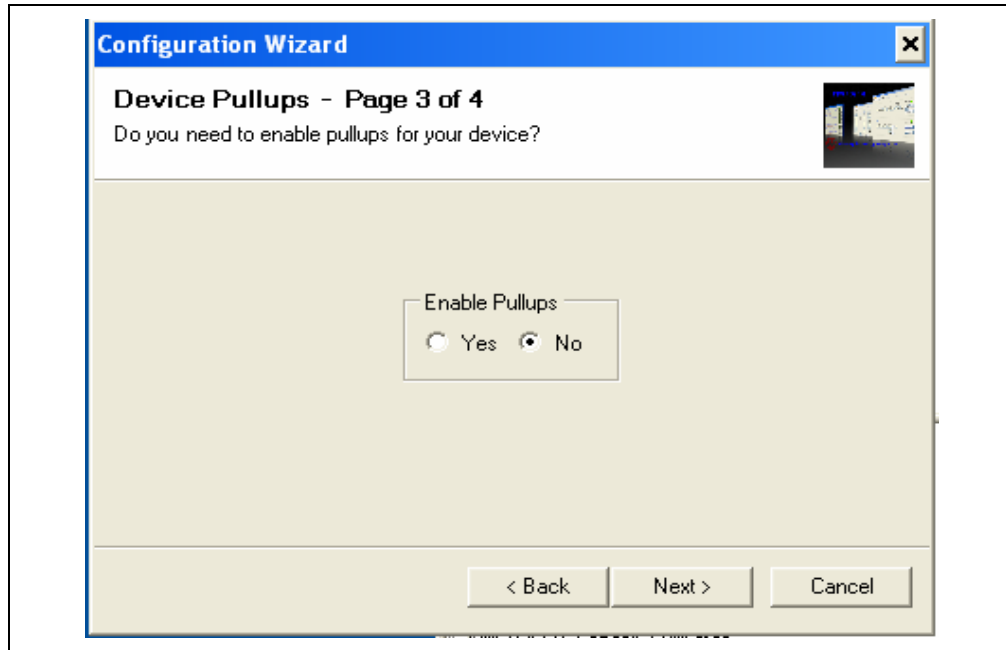 Configuration Wizard
Device Pullups - Page 3 of 4
Do you need to enable pullups for your device?
Enable Pullups
Yes No
< Back Next > Cancel